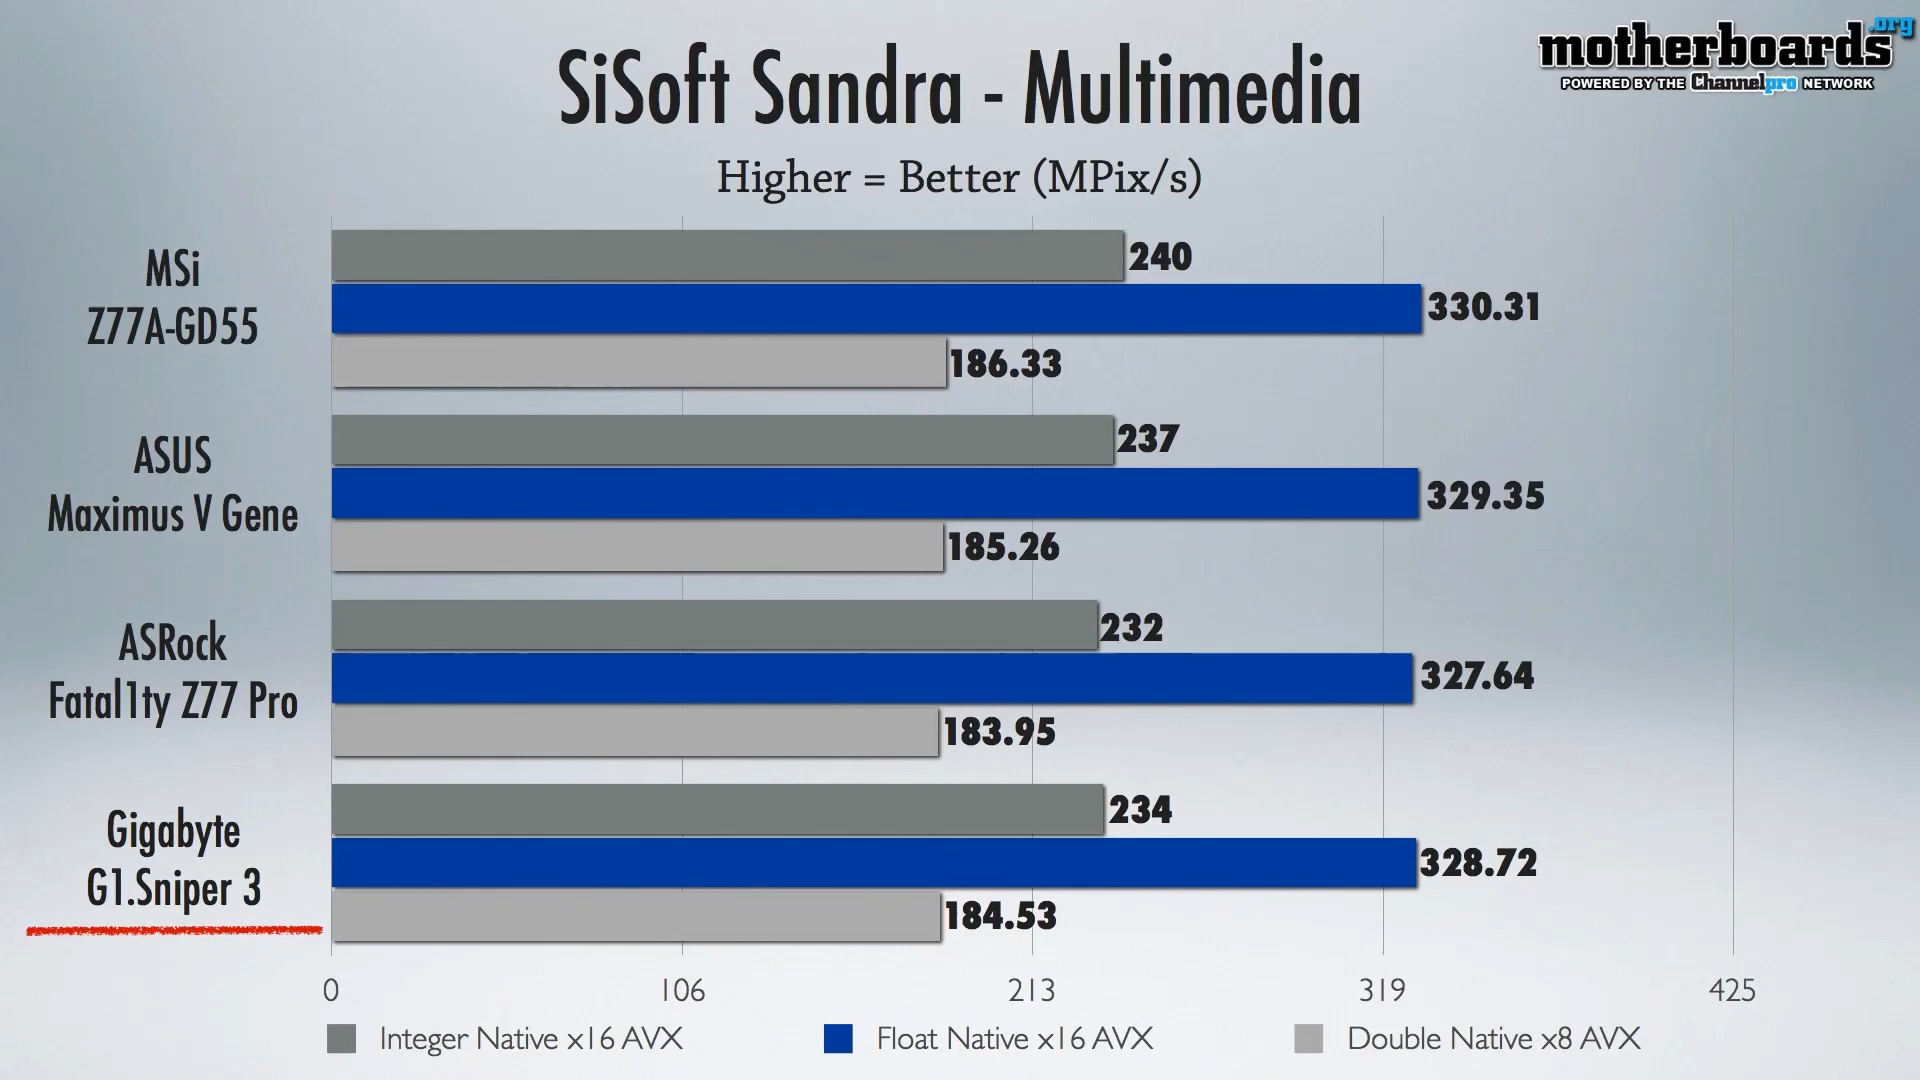 SiSoft Sandra - Multimedia
motherboards.org
POWERED BY THE Channelpro NETWORK
Higher = Better (MPix/s)
MSi
Z77A-GD55
240
330.31
186.33
ASUS
Maximus V Gene
237
329.35
185.26
ASRock
Fatal1ty Z77 Pro
232
327.64
183.95
Gigabyte
G1.Sniper 3
234
328.72
184.53
0 106 213 319 425
Integer Native x16 AVX Float Native x16 AVX Double Native x8 AVX